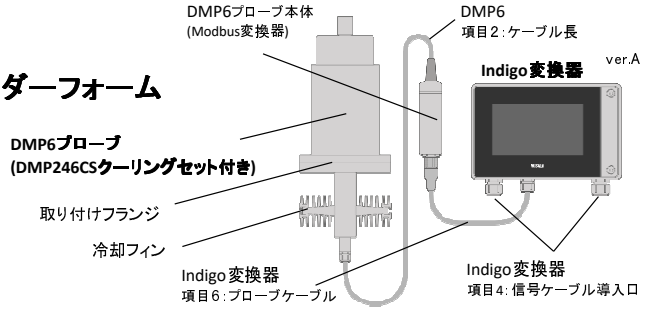 DMP6プローブ本体
(Modbus変換器)
DMP6
項目2:ケーブル長
Indigo変換器
ver.A
ダーフォーム
DMP6プローブ
(DMP246CSクーリングセット付き)
VAISALA
取り付けフランジ
冷却フィン
Indigo変換器
項目6:プローブケーブル
Indigo変換器
項目4:信号ケーブル導入口